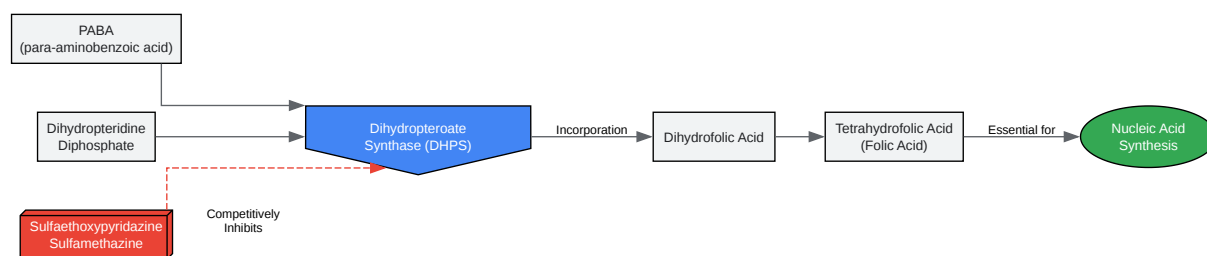 PABA
(para-aminobenzoic acid)
Dihydropteridine
Diphosphate
Dihydropteroate
Synthase (DHPS)
Incorporation
Dihydrofolic Acid
Tetrahydrofolic Acid
(Folic Acid)
Essential for
Nucleic Acid
Synthesis
Sulfaethoxypyridazine
Sulfamethazine
Competitively
Inhibits